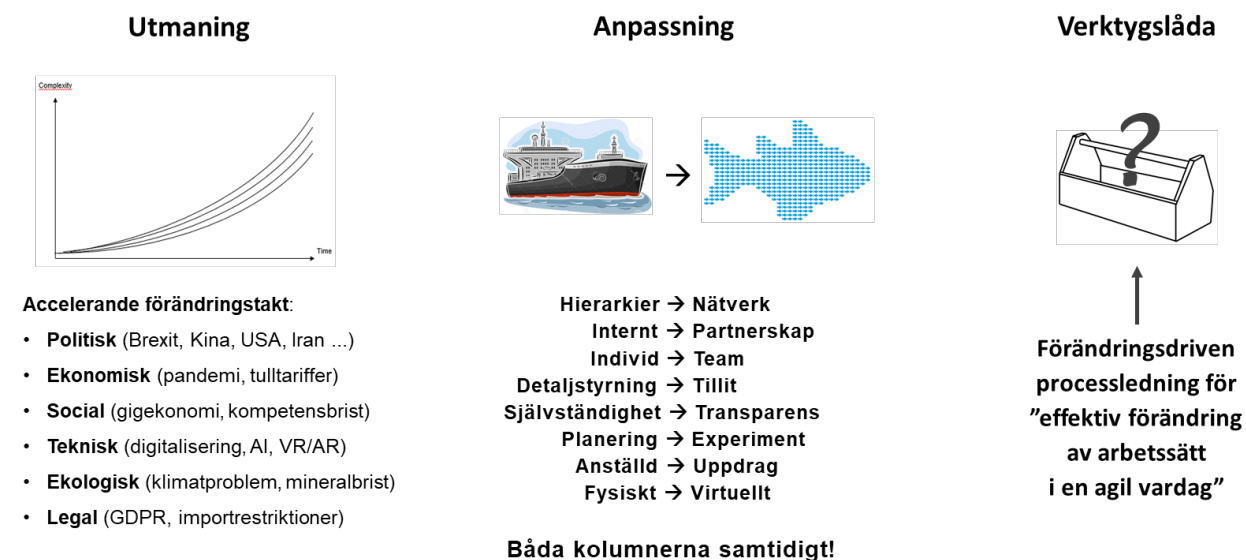 Utmaning
Complexity
Time
Accelerande förändringstakt:
• Politisk (Brexit, Kina, USA, Iran ...)
• Ekonomisk (pandemi, tulltariffer)
• Social (gigekonomi, kompetensbrist)
• Teknisk (digitalisering, AI, VR/AR)
• Ekologisk (klimatproblem, mineralbrist)
• Legal (GDPR, importrestriktioner)
Anpassning
→
Hierarkier → Nätverk
Internt → Partnerskap
Individ → Team
Detaljstyrning → Tillit
Självständighet → Transparens
Planering → Experiment
Anställd → Uppdrag
Fysiskt → Virtuellt
Båda kolumnerna samtidigt!
Verktygslåda
?
Förändringsdriven
processledning för
”effektiv förändring
av arbetssätt
i en agil vardag”